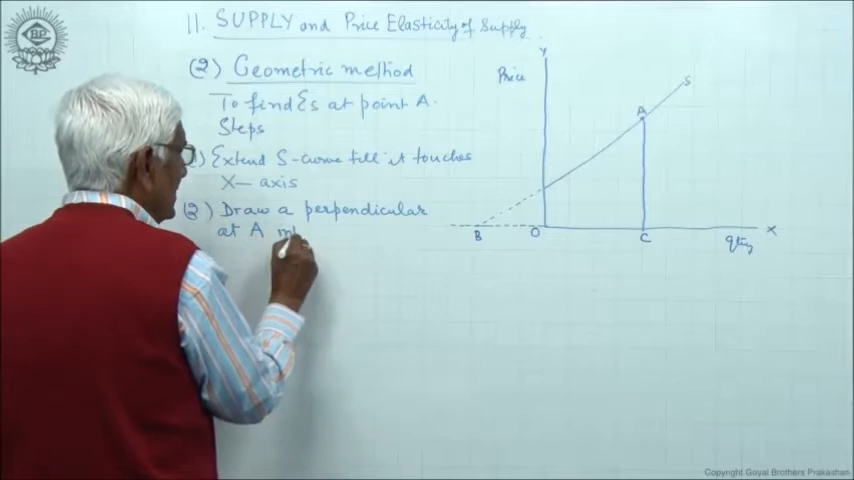 11. SUPPLY and Price Elasticity of Supply
(2) Geometric method
To find Es at point A.
Steps
1) Extend S-curve till it touches
X-axis
(2) Draw a perpendicular
at A
Y
Price
S
A
B
O
C
X
qty
GBP
Copyright Goyal Brothers Prakashan